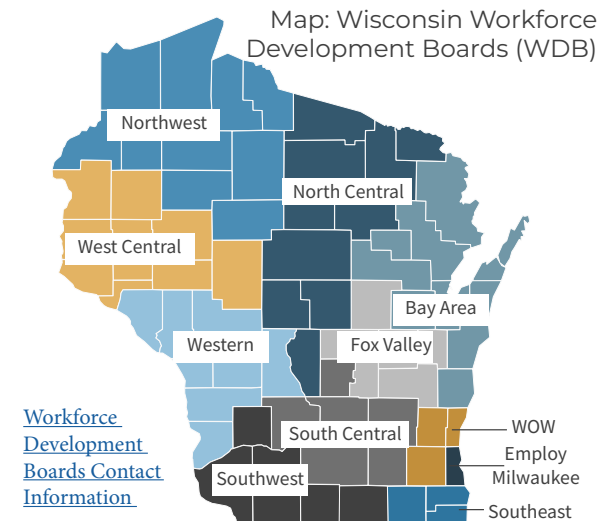 Map: Wisconsin Workforce
Development Boards (WDB)
Northwest
North Central
West Central
Bay Area
Western
Fox Valley
Workforce
Development
Boards Contact
Information
South Central
WOW
Employ
Milwaukee
Southwest
Southeast